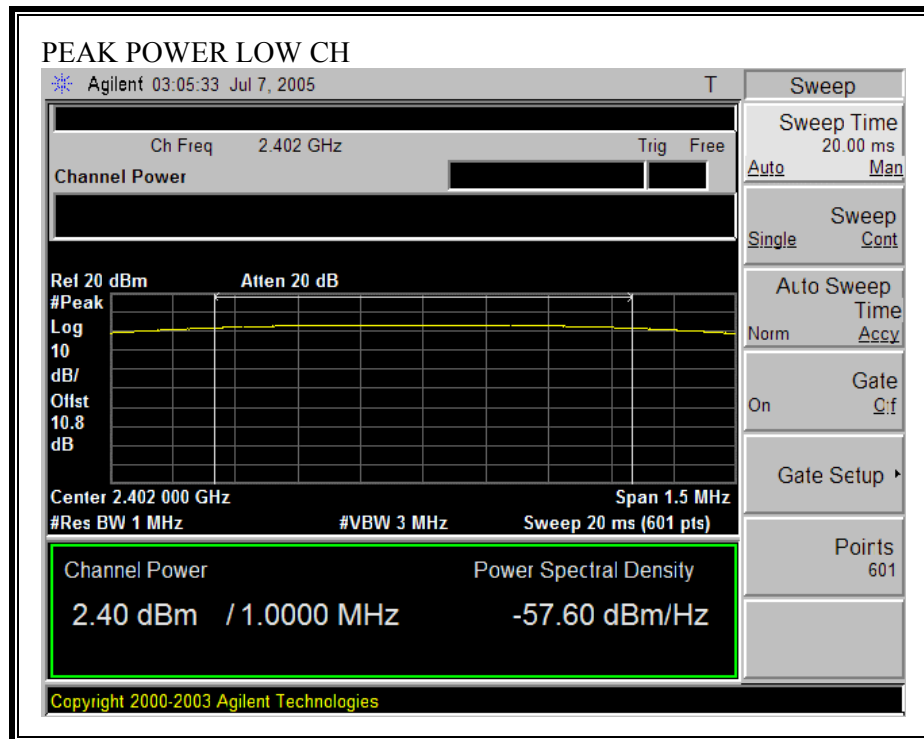 PEAK POWER LOW CH
Agilent 03:05:33 Jul 7, 2005 T
Ch Freq 2.402 GHz Trig Free
Channel Power
Ref 20 dBm Atten 20 dB
#Peak
Log
10
dB/
Offst
10.8
dB
Center 2.402 000 GHz Span 1.5 MHz
#Res BW 1 MHz #VBW 3 MHz Sweep 20 ms (601 pts)
Channel Power Power Spectral Density
2.40 dBm / 1.0000 MHz -57.60 dBm/Hz
Copyright 2000-2003 Agilent Technologies
Sweep
Sweep Time
20.00 ms
Auto Man
Sweep
Single Cont
Auto Sweep
Time
Norm Accy
Gate
On Off
Gate Setup
Points
601